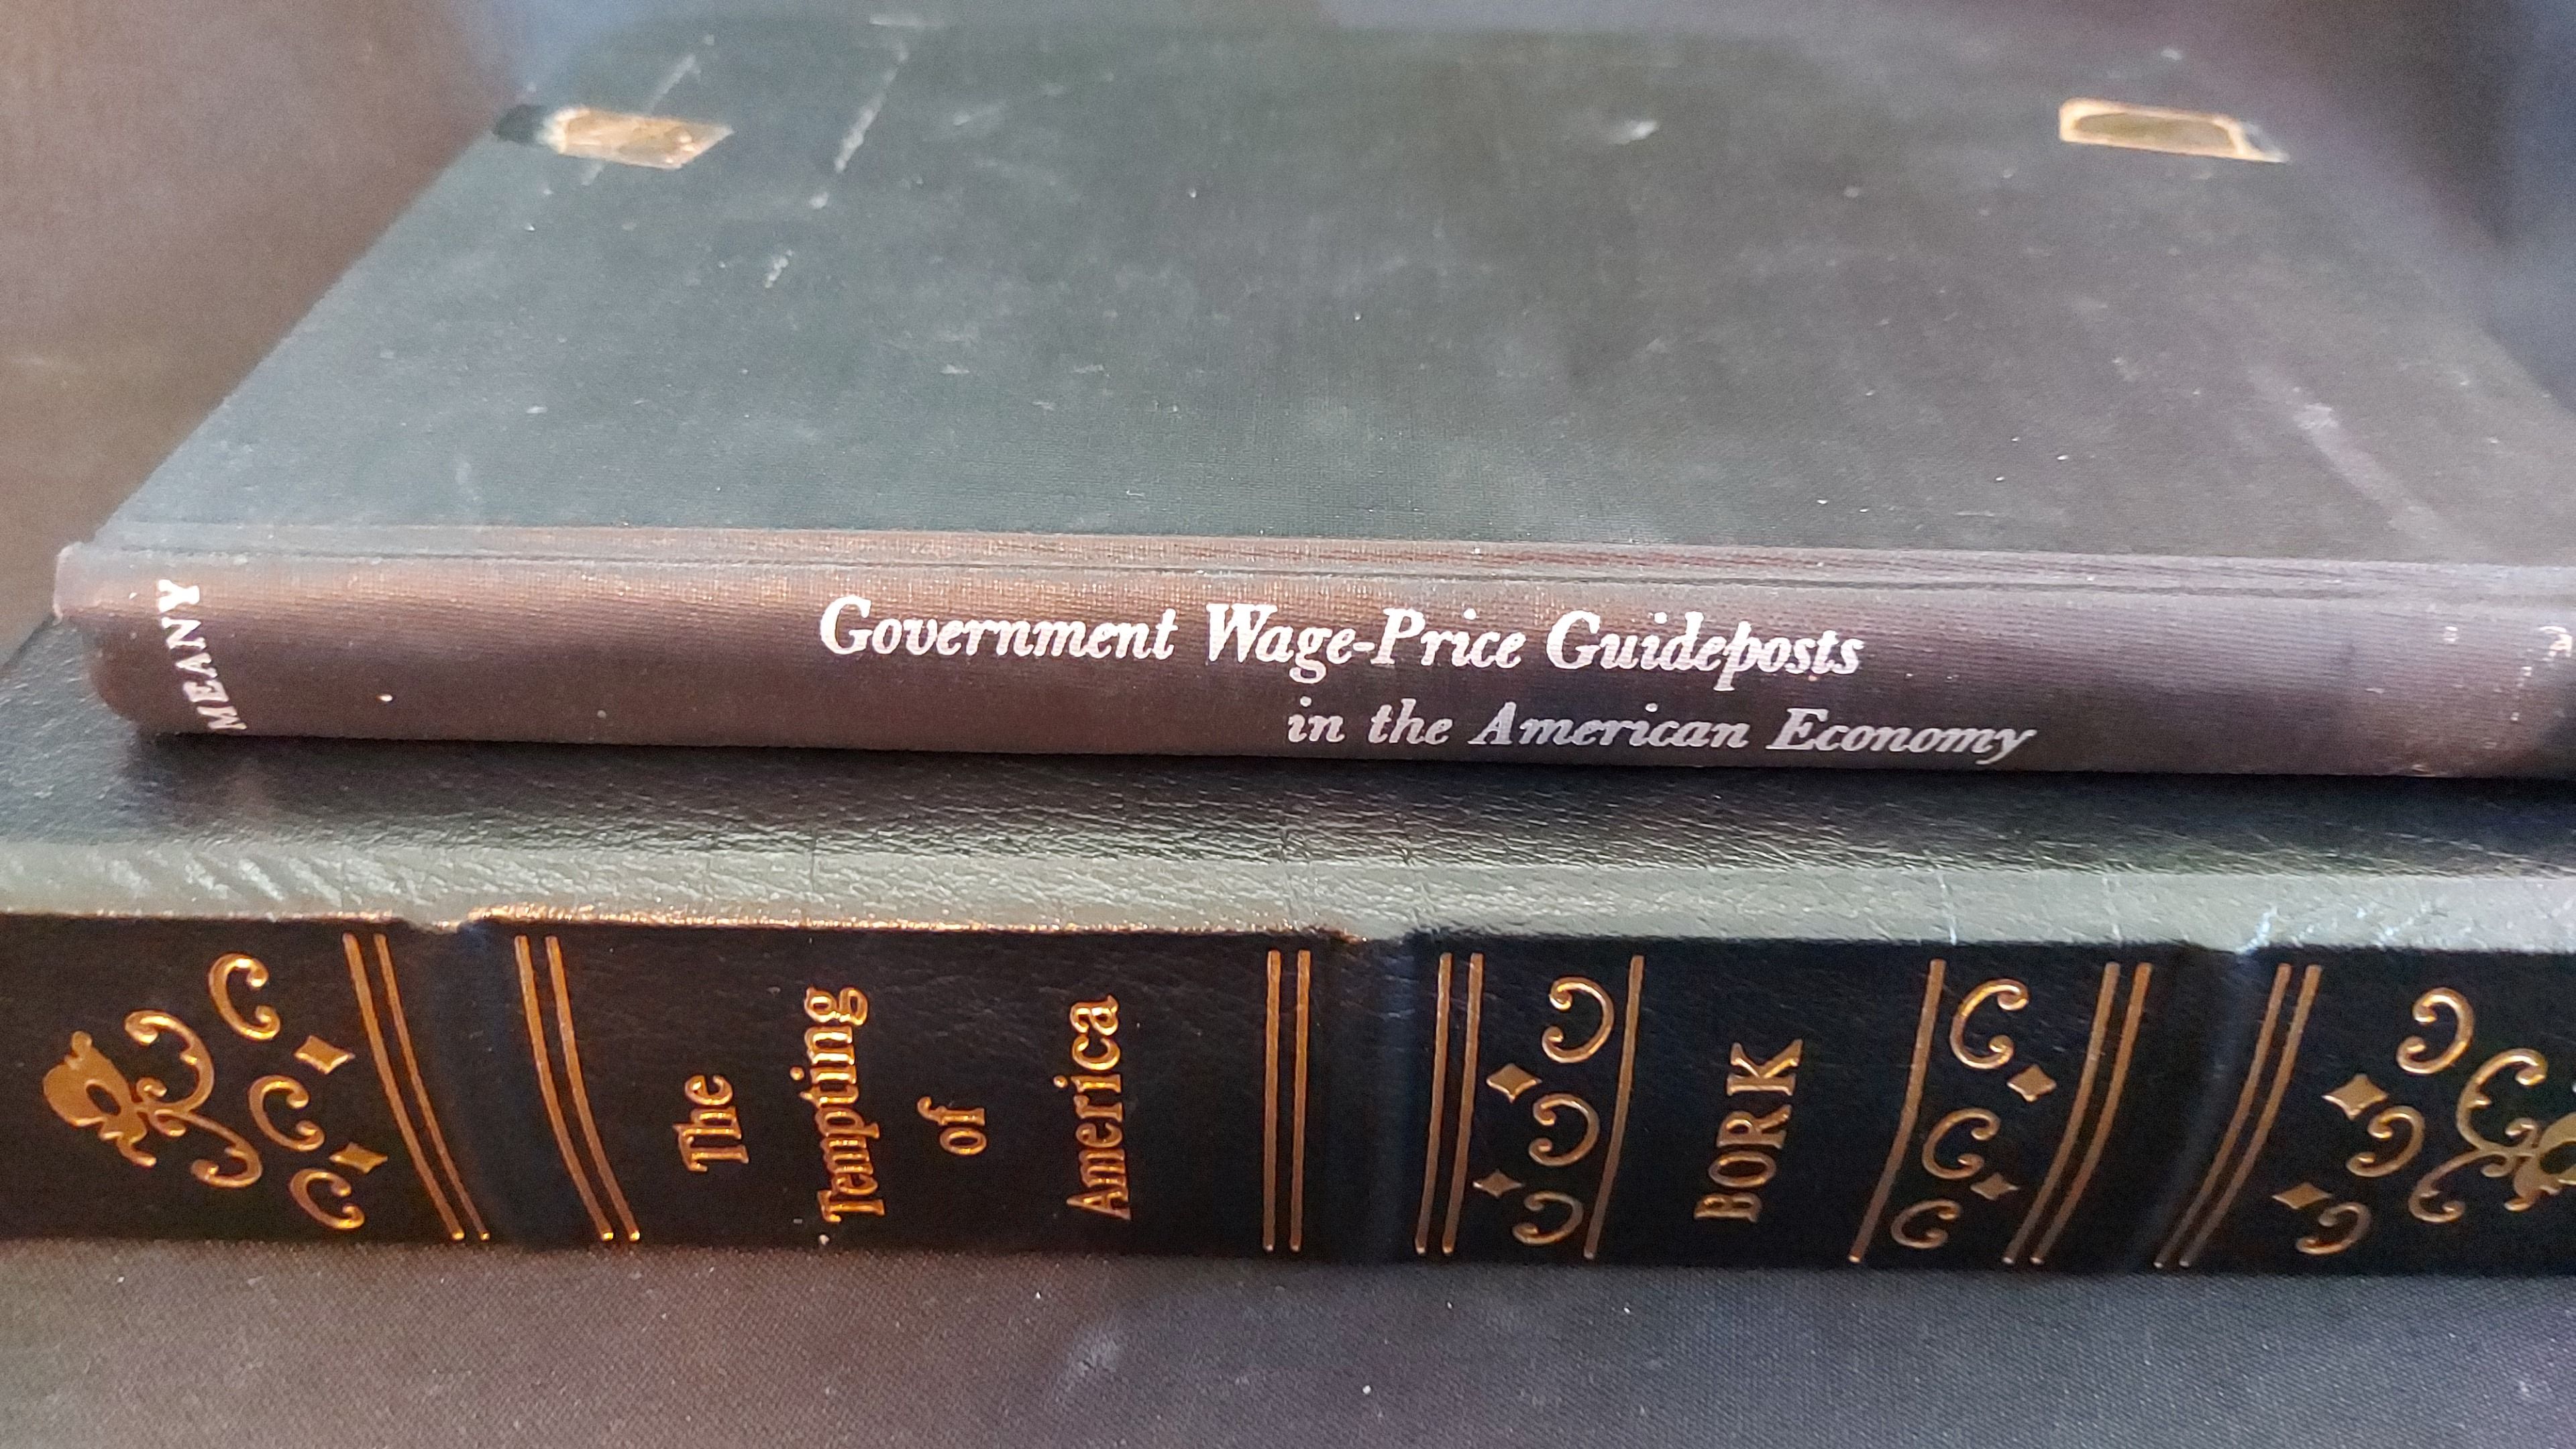 MEANY
Government Wage-Price Guideposts
in the American Economy
The
Tempting
of
America
BORK